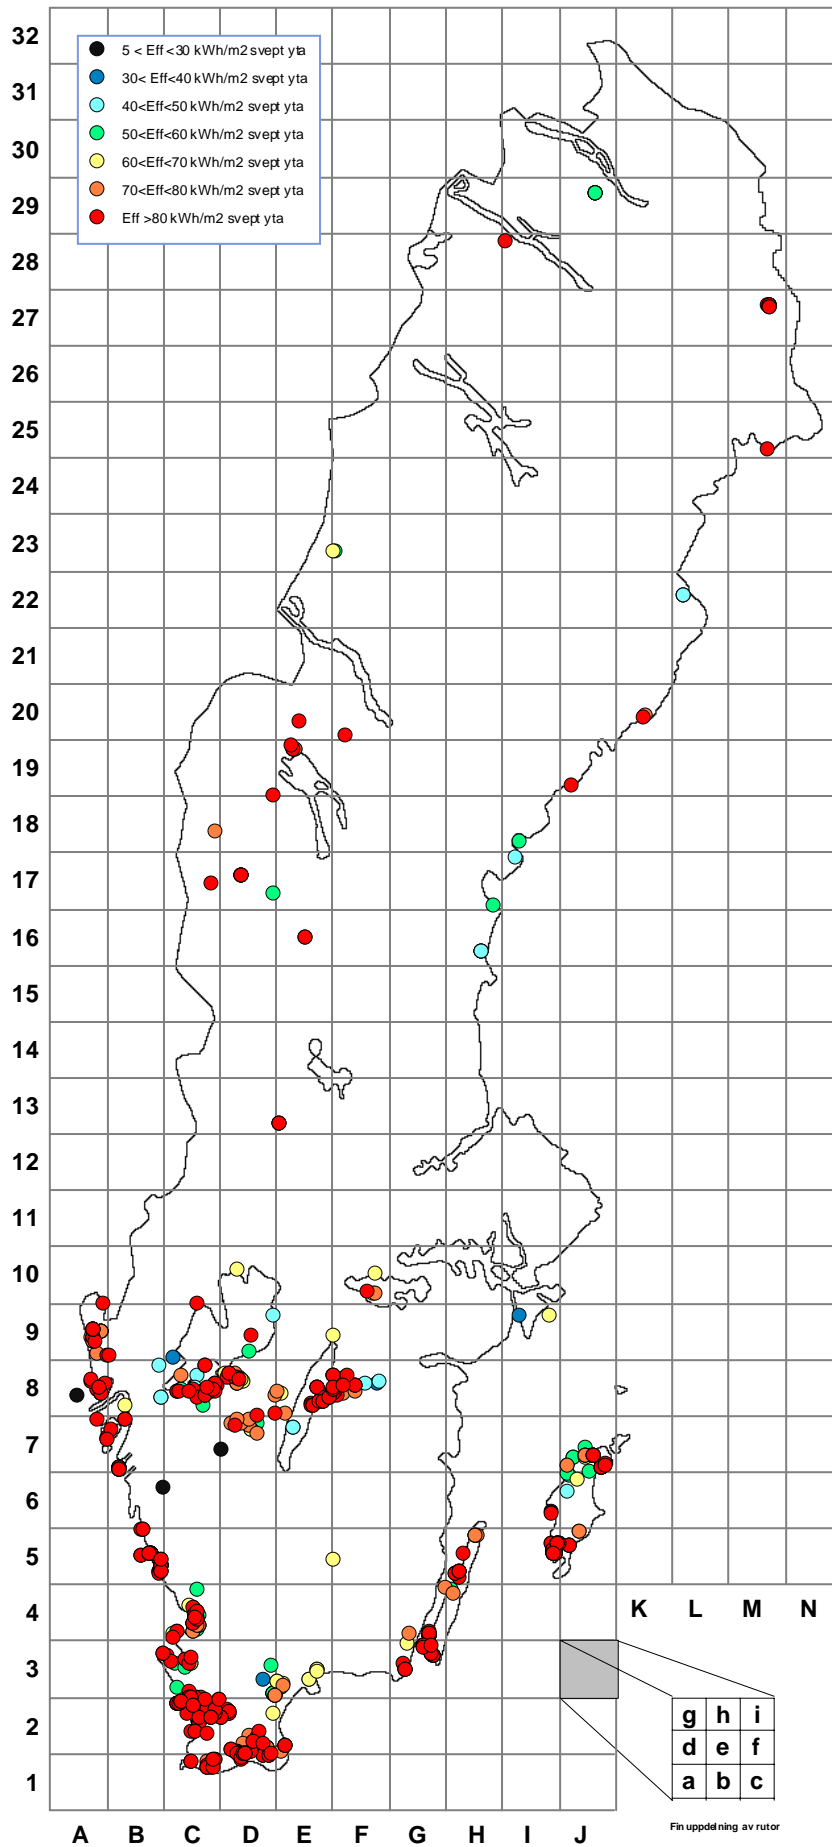 32
5 < Eff<30 kWh/m2 svept yta
30< Eff<40 kWh/m2 svept yta
31
40<Eff<50 kWh/m2 svept yta
50<Eff<60 kWh/m2 svept yta
30
60<Eff<70 kWh/m2 svept yta
70<Eff<80 kWh/m2 svept yta
29
Eff >80 kWh/m2 svept yta
28
27
26
25
24
23
22
21
20
19
18
17
16
15
14
13
12
11
10
9
8
7
6
5
4
K L M N
3
g h i
2
d e f
a b c
1
A B C D E F G H I J
Fin uppdelning av rutor